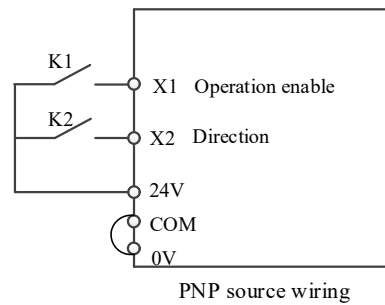 K1
X1 Operation enable
K2
X2 Direction
24V
COM
0V
PNP source wiring